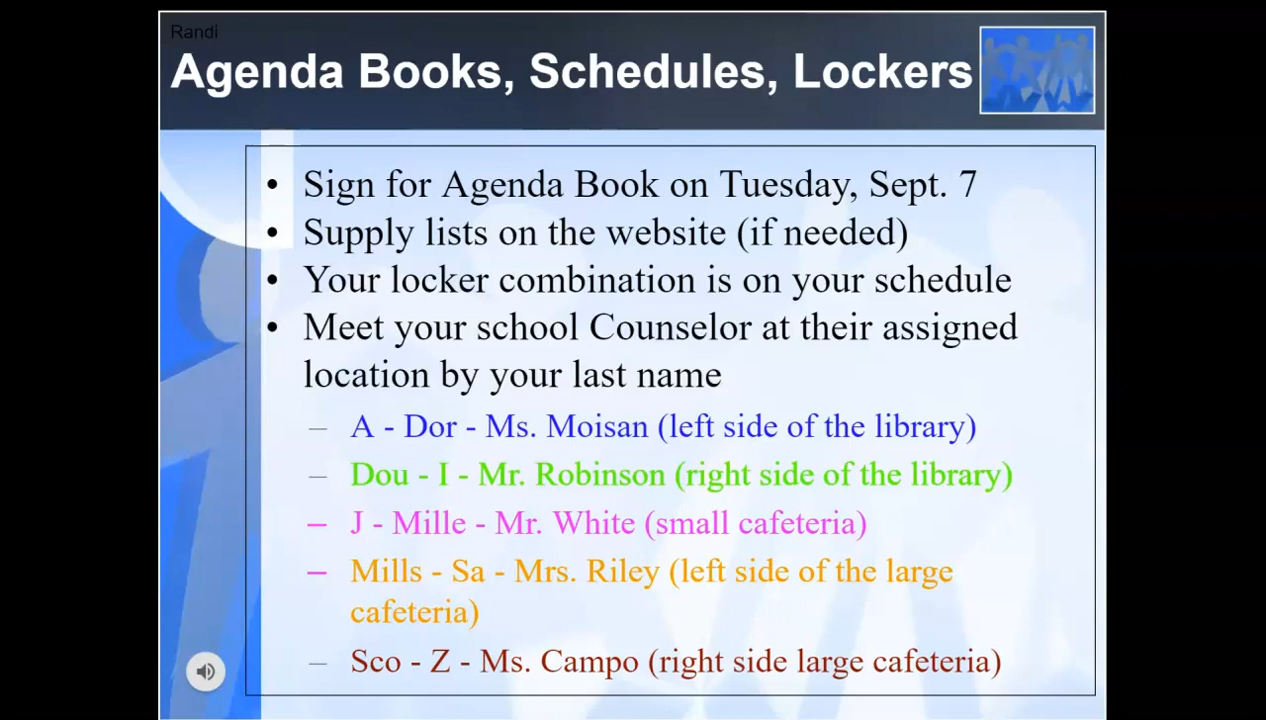 Randi
Agenda Books, Schedules, Lockers
• Sign for Agenda Book on Tuesday, Sept. 7
• Supply lists on the website (if needed)
• Your locker combination is on your schedule
• Meet your school Counselor at their assigned
location by your last name
– A - Dor - Ms. Moisan (left side of the library)
– Dou - I - Mr. Robinson (right side of the library)
– J - Mille - Mr. White (small cafeteria)
– Mills - Sa - Mrs. Riley (left side of the large
cafeteria)
– Sco - Z - Ms. Campo (right side large cafeteria)